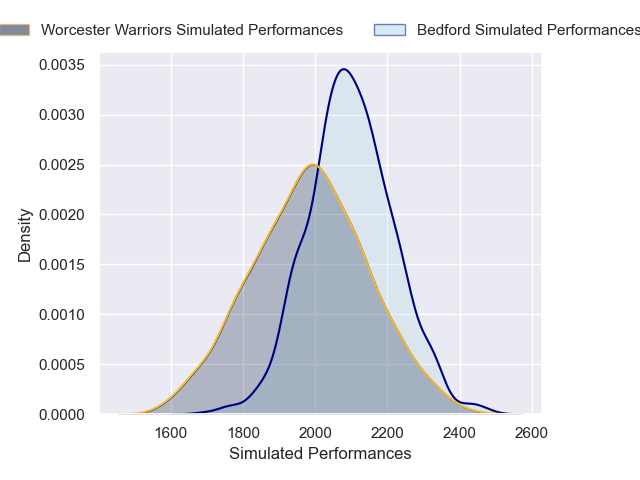 Worcester Warriors Simulated Performances
Bedford Simulated Performances
0.0035
0.0030
0.0025
0.0020
0.0015
0.0010
0.0005
0.0000
Density
1600 1800 2000 2200 2400 2600
Simulated Performances